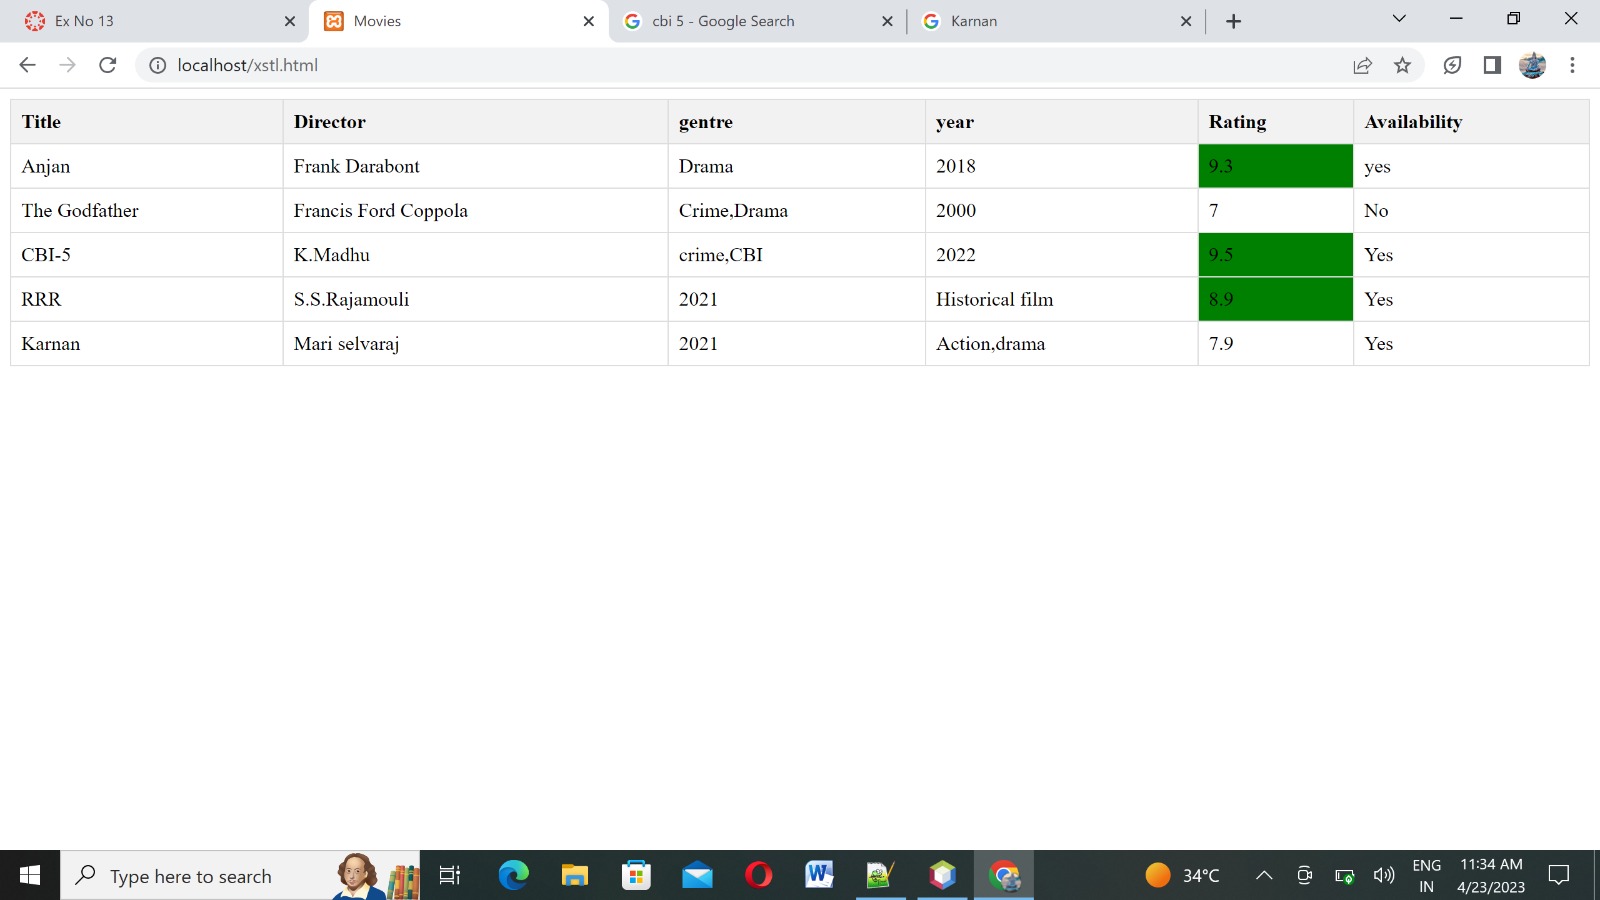 Ex No 13
Movies
cbi 5 - Google Search
Karnan
localhost/xstl.html
Title Director gentre year Rating Availability
Anjan Frank Darabont Drama 2018 9.3 yes
The Godfather Francis Ford Coppola Crime,Drama 2000 7 No
CBI-5 K.Madhu crime,CBI 2022 9.5 Yes
RRR S.S.Rajamouli 2021 Historical film 8.9 Yes
Karnan Mari selvaraj 2021 Action,drama 7.9 Yes
Type here to search
34°C
ENG
IN
11:34 AM
4/23/2023